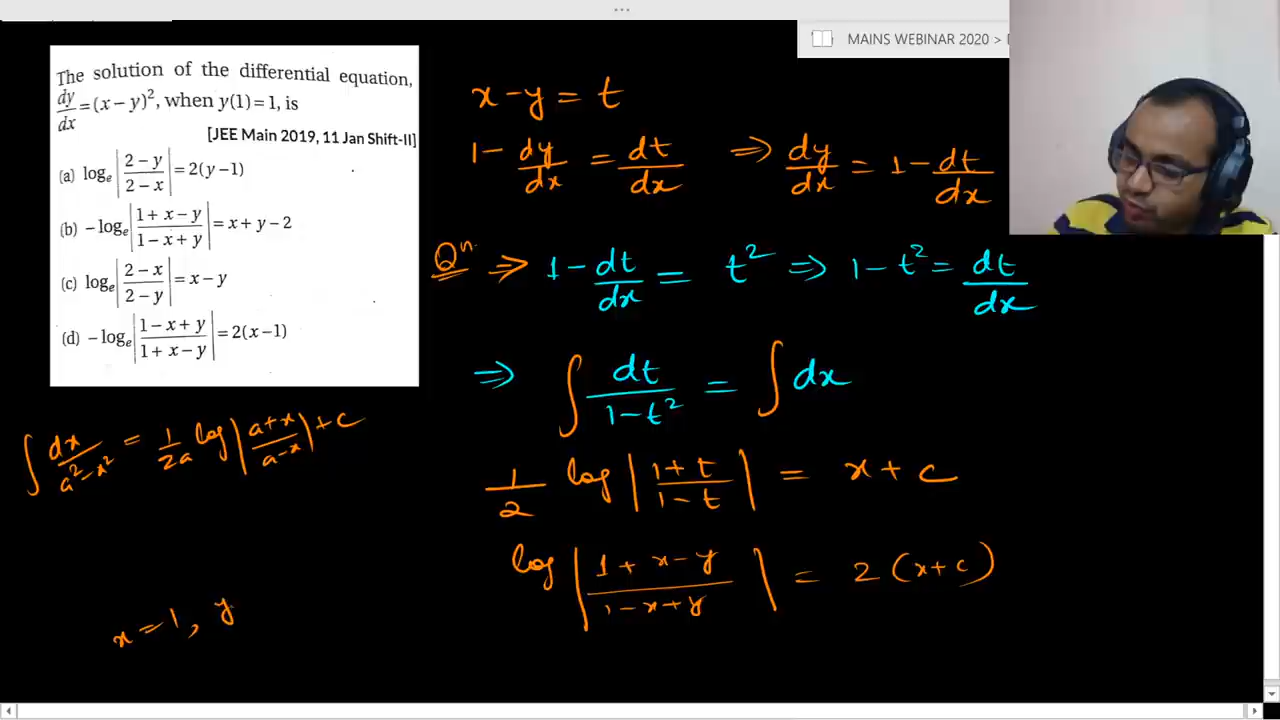 MAINS WEBINAR 2020 >
The solution of the differential equation,
dy/dx = (x − y)², when y(1) = 1, is
[JEE Main 2019, 11 Jan Shift-II]
(a) logₑ |(2 − y)/(2 − x)| = 2(y − 1)
(b) − logₑ |(1 + x − y)/(1 − x + y)| = x + y − 2
(c) logₑ |(2 − x)/(2 − y)| = x − y
(d) − logₑ |(1 − x + y)/(1 + x − y)| = 2(x − 1)
x − y = t
1 − dy/dx = dt/dx ⇒ dy/dx = 1 − dt/dx
Qⁿ ⇒ 1 − dt/dx = t² ⇒ 1 − t² = dt/dx
⇒ ∫ dt/(1 − t²) = ∫ dx
1/2 log |(1 + t)/(1 − t)| = x + c
log |(1 + x − y)/(1 − x + y)| = 2 (x + c)
∫ dx/(a² − x²) = 1/2a log |(a + x)/(a − x)| + c
x = 1, y